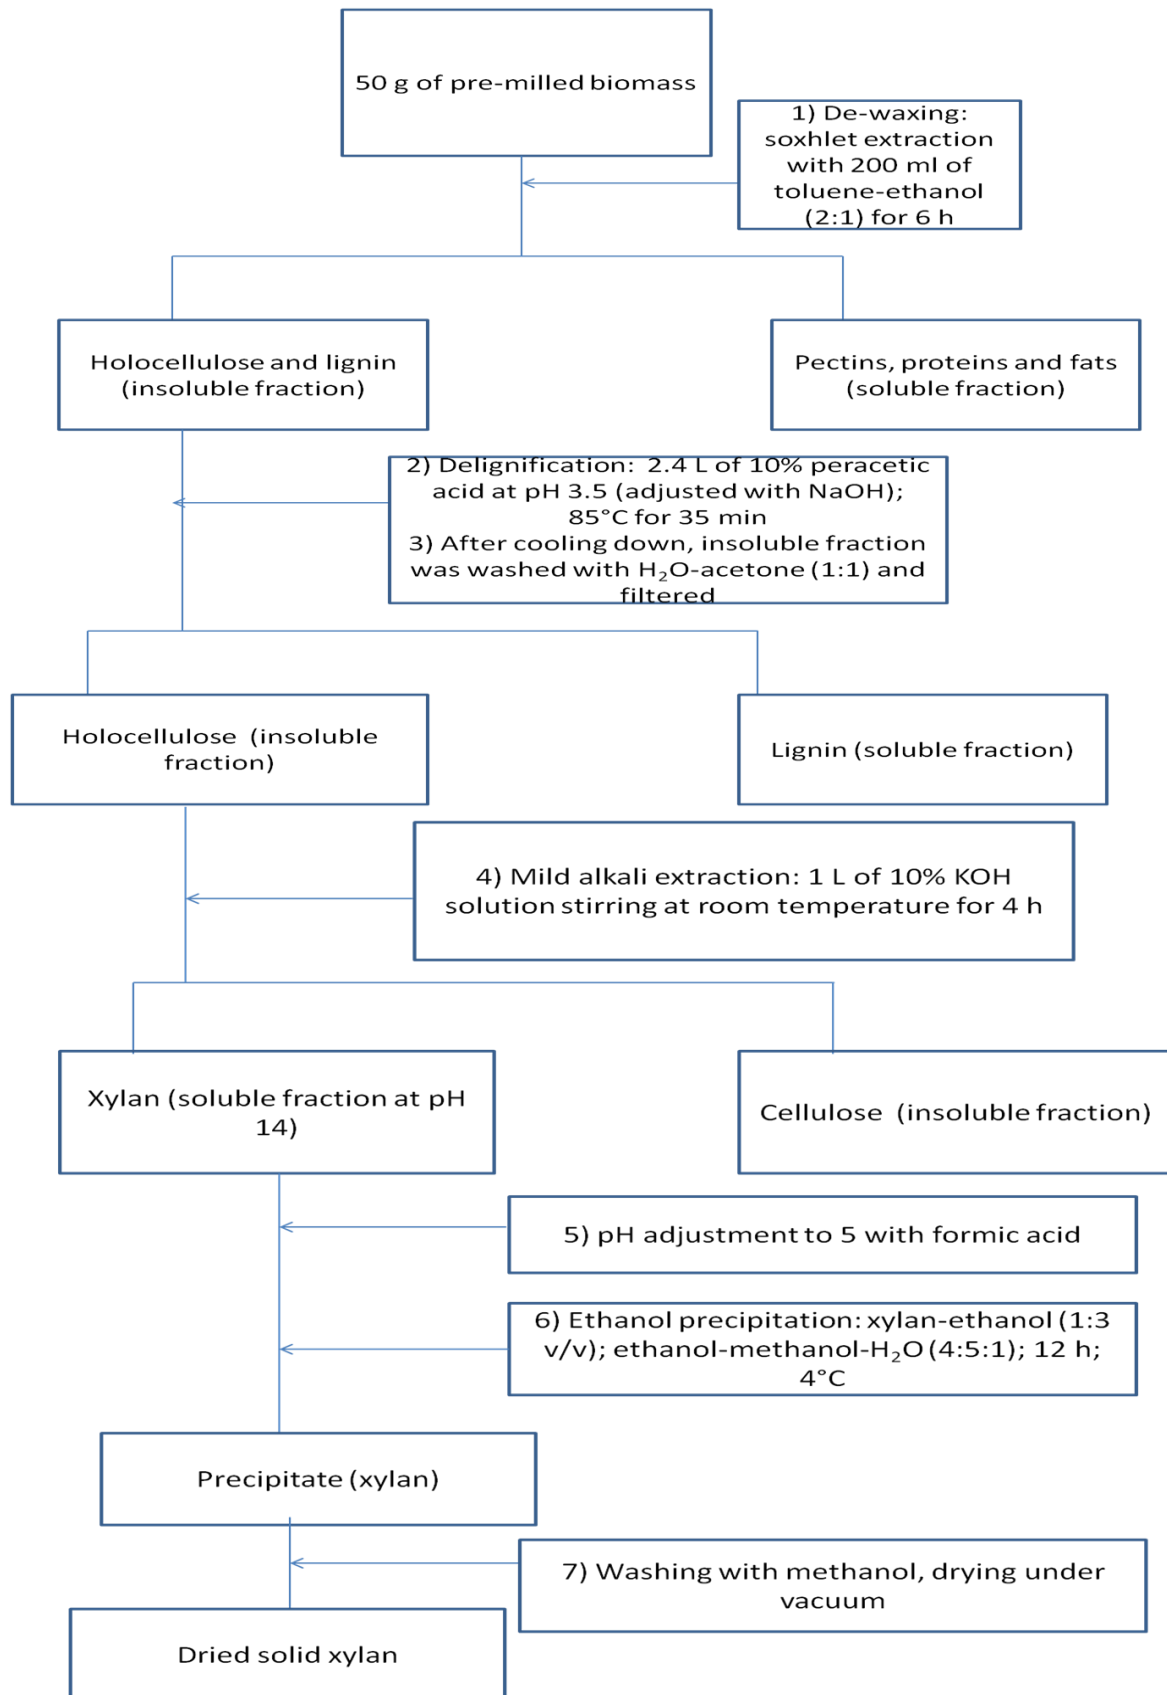 50 g of pre-milled biomass
1) De-waxing:
soxhlet extraction
with 200 ml of
toluene-ethanol
(2:1) for 6 h
Holocellulose and lignin
(insoluble fraction)
Pectins, proteins and fats
(soluble fraction)
2) Delignification:  2.4 L of 10% peracetic
acid at pH 3.5 (adjusted with NaOH);
85°C for 35 min
3) After cooling down, insoluble fraction
was washed with H₂O-acetone (1:1) and
filtered
Holocellulose  (insoluble
fraction)
Lignin (soluble fraction)
4) Mild alkali extraction: 1 L of 10% KOH
solution stirring at room temperature for 4 h
Xylan (soluble fraction at pH
14)
Cellulose  (insoluble fraction)
5) pH adjustment to 5 with formic acid
6) Ethanol precipitation: xylan-ethanol (1:3
v/v); ethanol-methanol-H₂O (4:5:1); 12 h;
4°C
Precipitate (xylan)
7) Washing with methanol, drying under
vacuum
Dried solid xylan